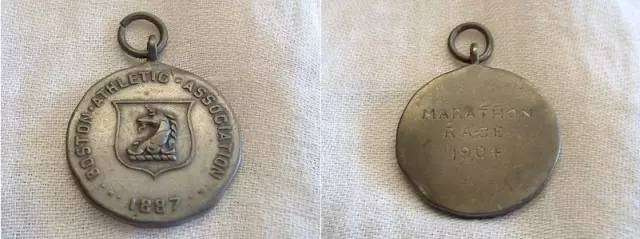 BOSTON · ATHLETIC · ASSOCIATION
· 1887 ·
MARATHON
RACE
1904